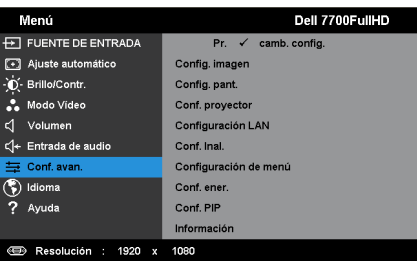 Menú Dell 7700FullHD
FUENTE DE ENTRADA
Ajuste automático
Brillo/Contr.
Modo Video
Volumen
Entrada de audio
Conf. avan.
Idioma
Ayuda
Pr. ✓ camb. config.
Config. imagen
Config. pant.
Conf. proyector
Configuración LAN
Conf. Inal.
Configuración de menú
Conf. ener.
Conf. PIP
Información
Resolución : 1920 x 1080